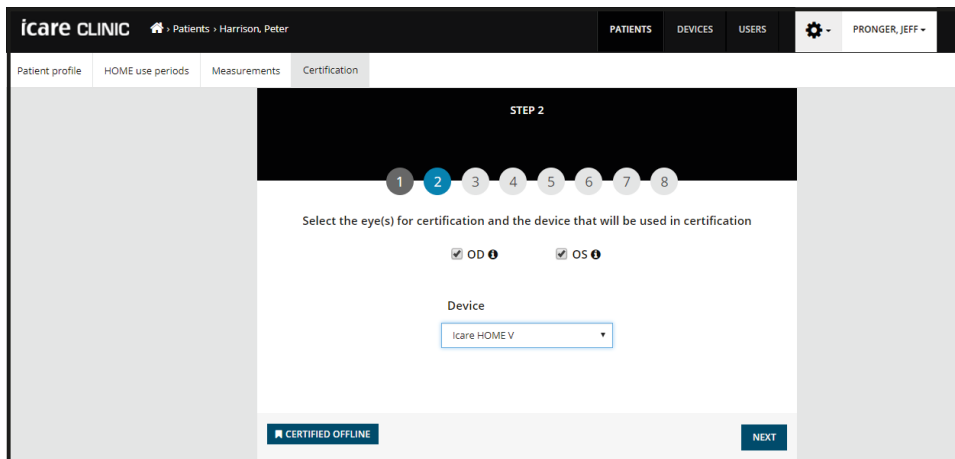 icare CLINIC › Patients › Harrison, Peter PATIENTS DEVICES USERS PRONGER, JEFF
Patient profile HOME use periods Measurements Certification
STEP 2
1 2 3 4 5 6 7 8
Select the eye(s) for certification and the device that will be used in certification
OD OS
Device
Icare HOME V
CERTIFIED OFFLINE NEXT